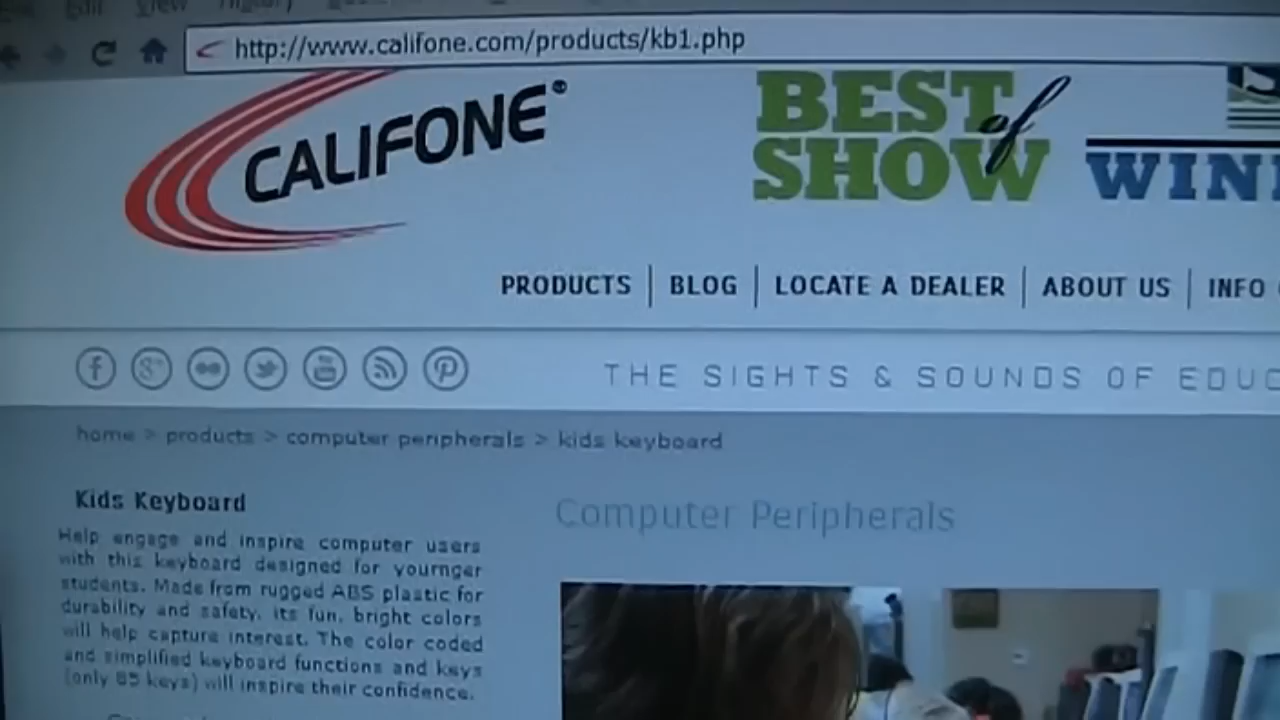 Edit View History
http://www.califone.com/products/kb1.php
CALIFONE
BEST of SHOW
PRODUCTS | BLOG | LOCATE A DEALER | ABOUT US | INFO
THE SIGHTS & SOUNDS OF EDUC
home > products > computer peripherals > kids keyboard
Kids Keyboard
Help engage and inspire computer users
with this keyboard designed for yournger
students. Made from rugged ABS plastic for
durability and safety, its fun, bright colors
will help capture interest. The color coded
and simplified keyboard functions and keys
(only 85 keys) will inspire their confidence.
Computer Peripherals